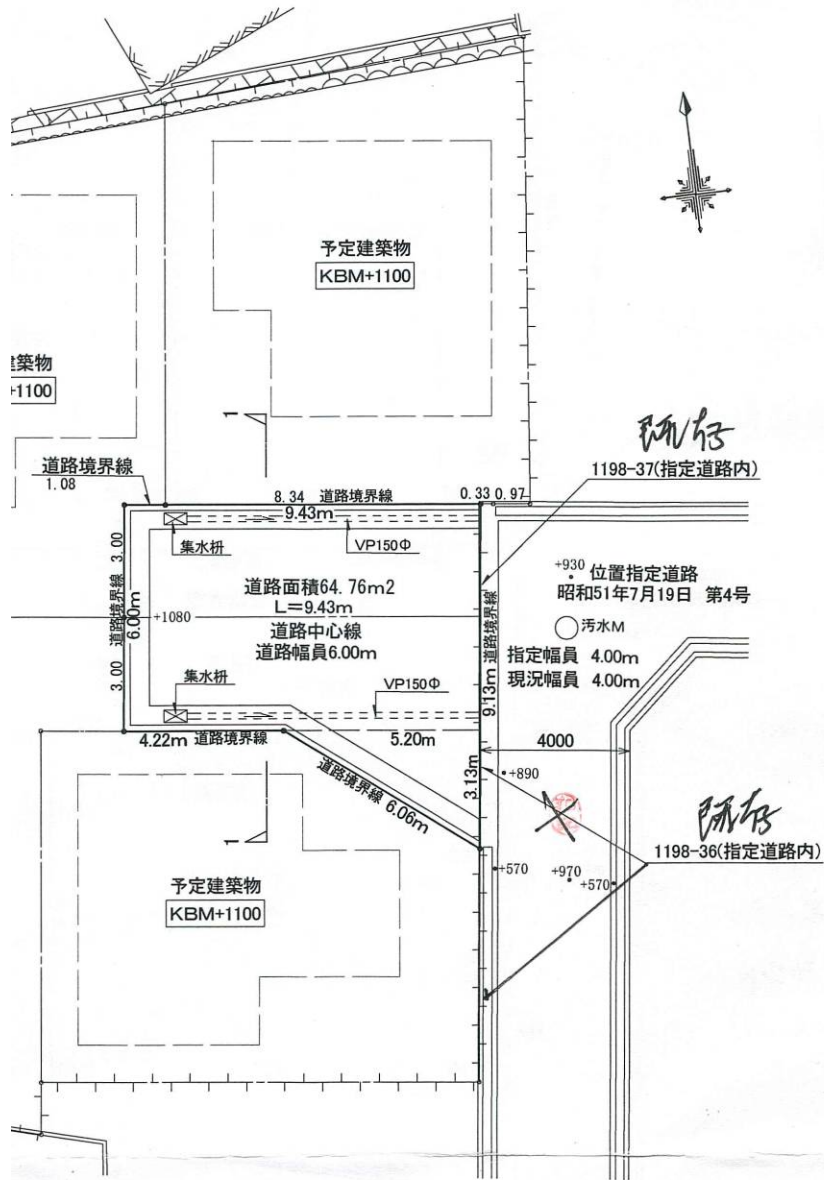 予定建築物
KBM+1100
築物
+1100
1
既存
1198-37(指定道路内)
道路境界線
1.08
8.34 道路境界線
0.33 0.97
9.43m
集水枡
VP150Φ
3.00
道路境界線
6.00m
3.00
+1080
道路面積64.76m2
L=9.43m
道路中心線
道路幅員6.00m
+930 位置指定道路
昭和51年7月19日 第4号
汚水M
指定幅員 4.00m
現況幅員 4.00m
道路境界線
9.13m
集水枡
VP150Φ
4.22m 道路境界線
5.20m
4000
道路境界線 6.06m
3.13m
+890
既存
1198-36(指定道路内)
1
+570
+970
+570
予定建築物
KBM+1100